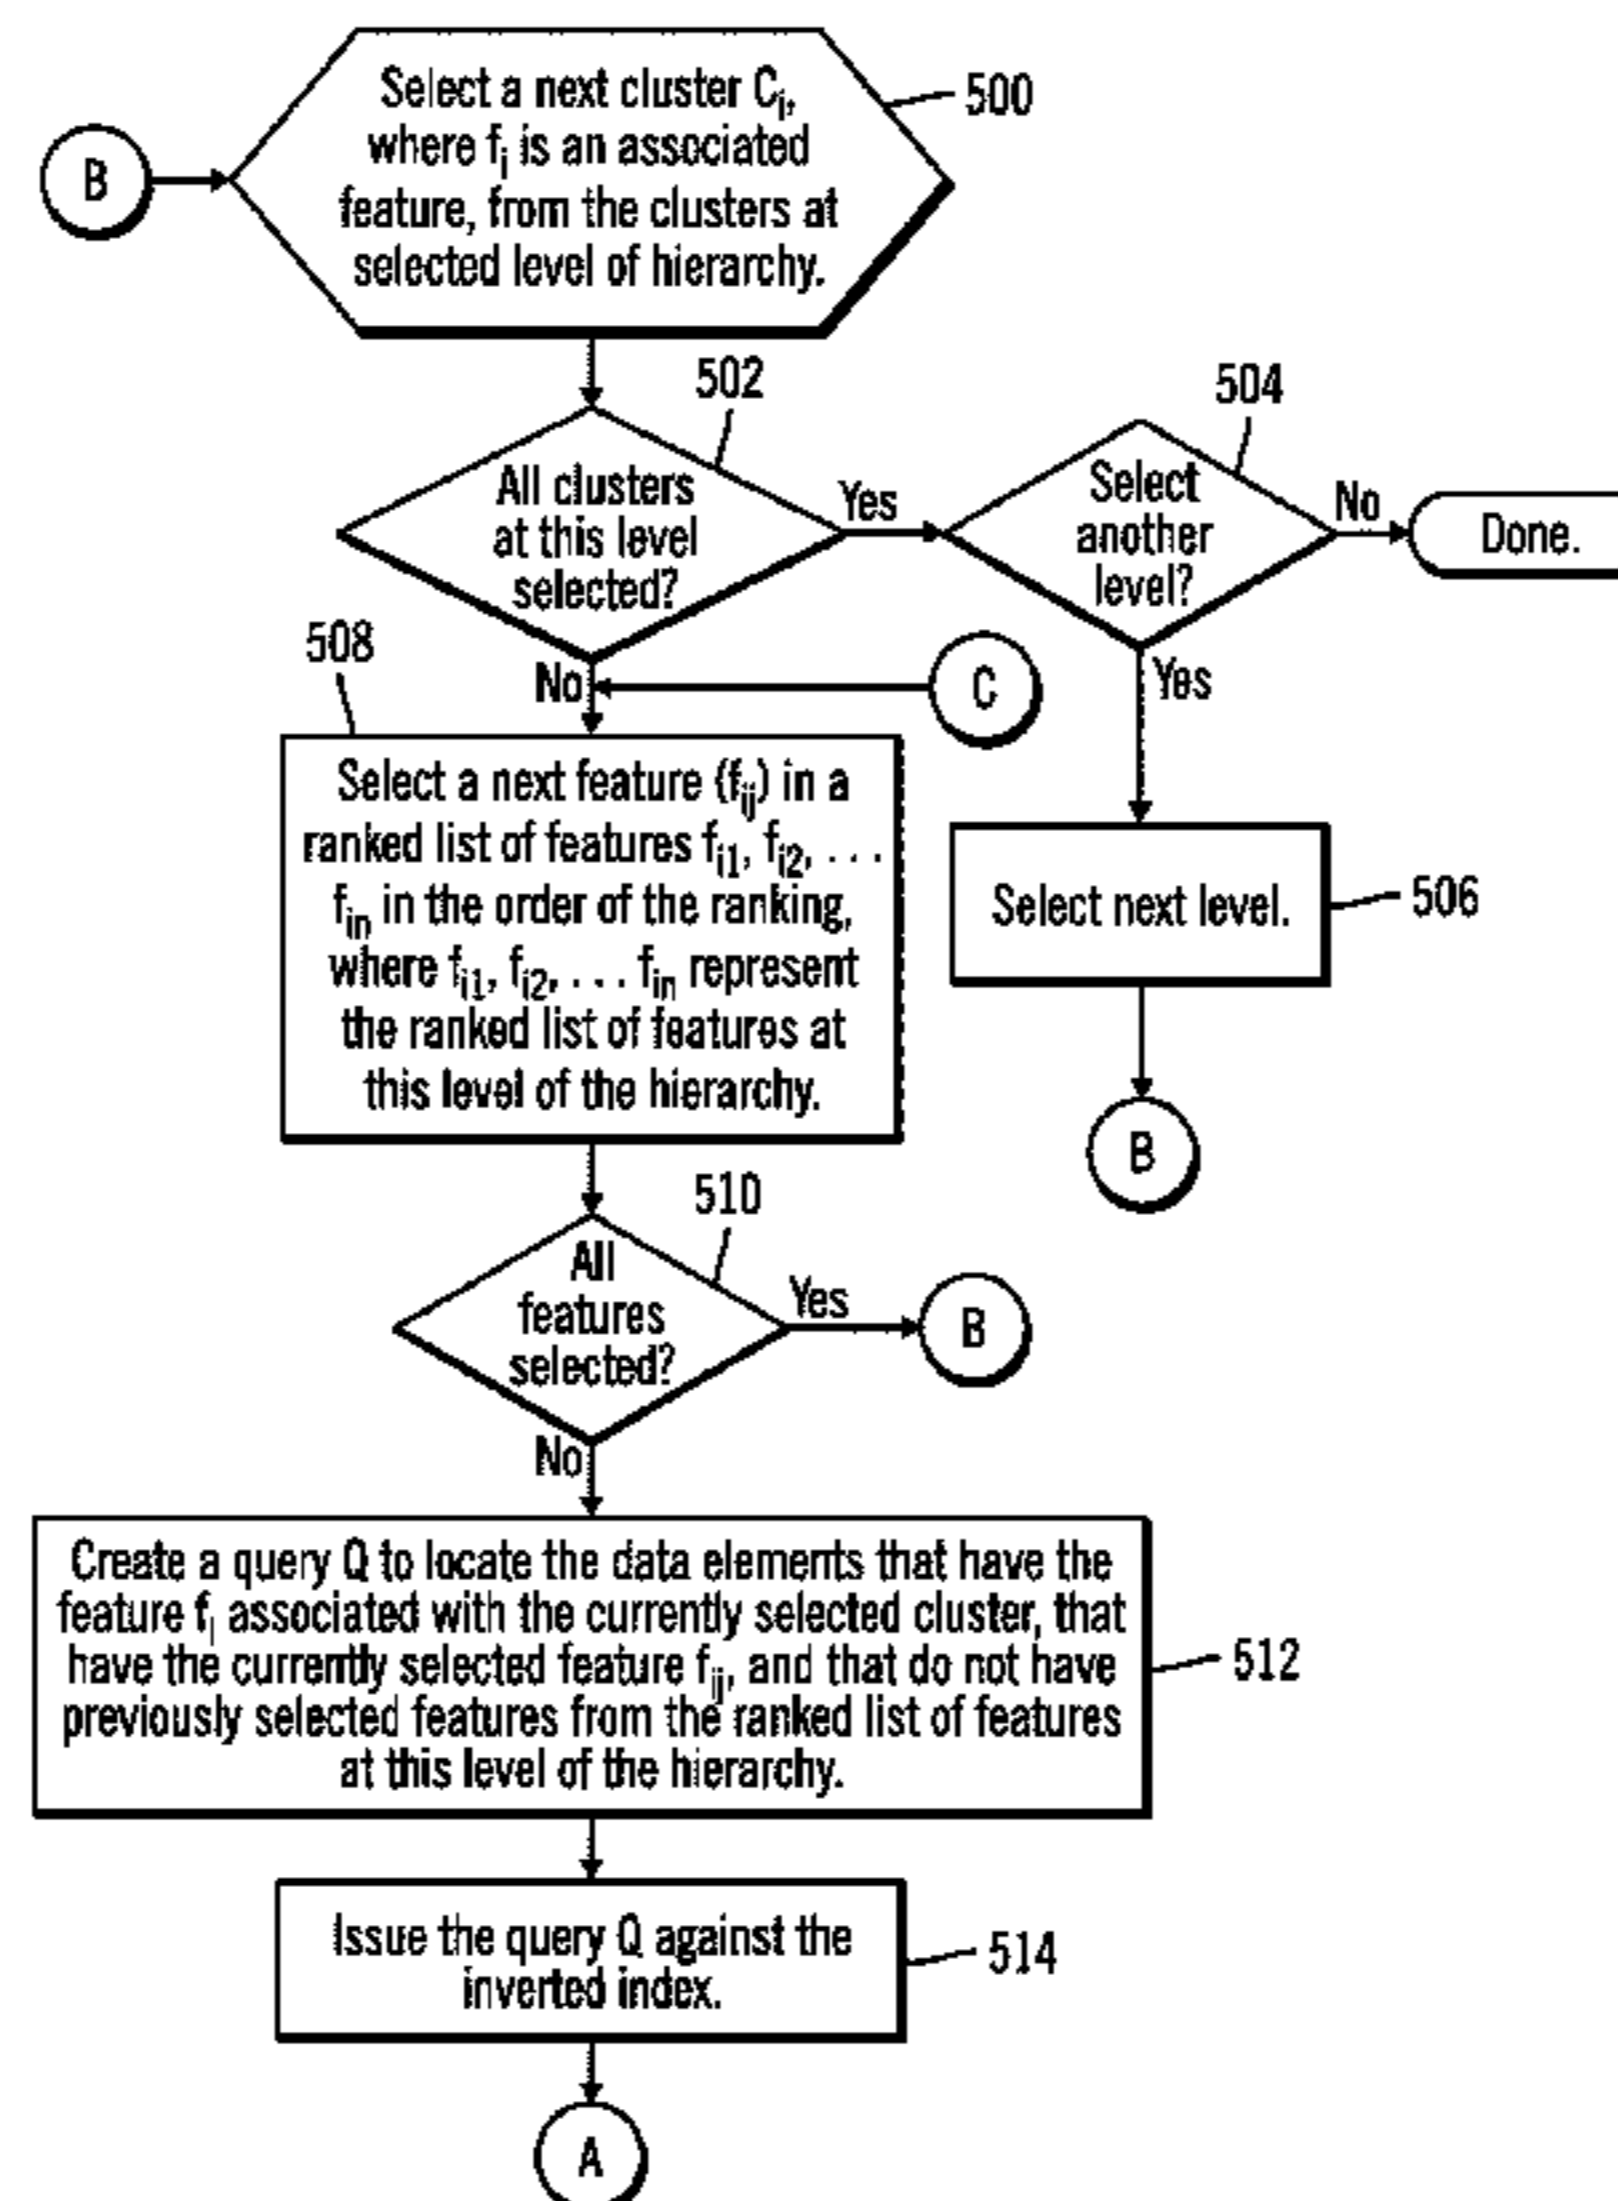 Select a next cluster Ci,
where fi is an associated
feature, from the clusters at
selected level of hierarchy.
500
B
502
504
All clusters
at this level
selected?
Yes
Select
another
level?
No
Done.
508
No
C
Yes
Select a next feature (fij) in a
ranked list of features fi1, fi2, . . .
fin in the order of the ranking,
where fi1, fi2, . . . fin represent
the ranked list of features at
this level of the hierarchy.
Select next level.
506
B
510
All
features
selected?
Yes
B
No
Create a query Q to locate the data elements that have the
feature fi associated with the currently selected cluster, that
have the currently selected feature fij, and that do not have
previously selected features from the ranked list of features
at this level of the hierarchy.
512
Issue the query Q against the
inverted index.
514
A